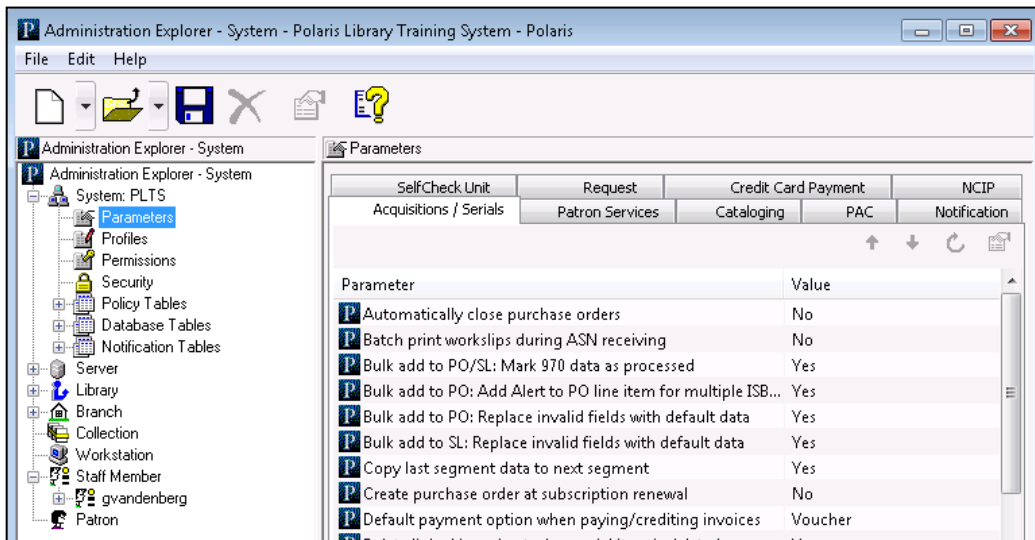 Administration Explorer - System - Polaris Library Training System - Polaris
File Edit Help
Administration Explorer - System
Parameters
Administration Explorer - System
System: PLTS
Parameters
Profiles
Permissions
Security
Policy Tables
Database Tables
Notification Tables
Server
Library
Branch
Collection
Workstation
Staff Member
gvandenberg
Patron
SelfCheck Unit Request Credit Card Payment NCIP
Acquisitions / Serials Patron Services Cataloging PAC Notification
Parameter Value
Automatically close purchase orders No
Batch print workslips during ASN receiving No
Bulk add to PO/SL: Mark 970 data as processed Yes
Bulk add to PO: Add Alert to PO line item for multiple ISB... Yes
Bulk add to PO: Replace invalid fields with default data Yes
Bulk add to SL: Replace invalid fields with default data Yes
Copy last segment data to next segment Yes
Create purchase order at subscription renewal No
Default payment option when paying/crediting invoices Voucher